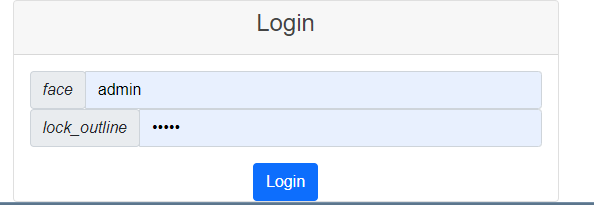 Login
face admin
lock_outline •••••
Login